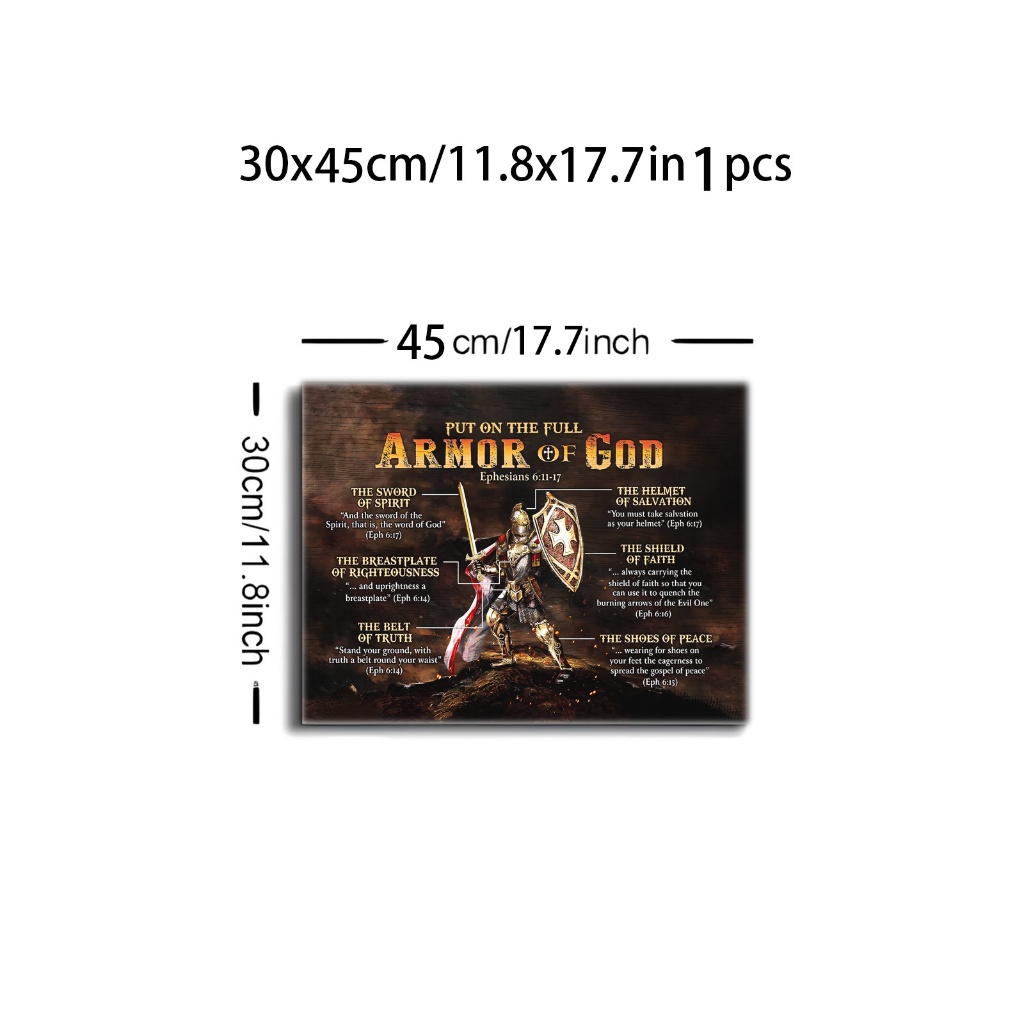 30x45cm/11.8x17.7in 1pcs
45 cm/17.7inch
30cm/11.8inch
PUT ON THE FULL
ARMOR OF GOD
Ephesians 6:11-17
THE SWORD
OF SPIRIT
"And the sword of the
Spirit, that is, the word of God"
(Eph 6:17)
THE BREASTPLATE
OF RIGHTEOUSNESS
"... and uprightness a
breastplate" (Eph 6:14)
THE BELT
OF TRUTH
"Stand your ground, with
truth a belt round your waist"
(Eph 6:14)
THE HELMET
OF SALVATION
"You must take salvation
as your helmet" (Eph 6:17)
THE SHIELD
OF FAITH
"... always carrying the
shield of faith so that you
can use it to quench the
burning arrows of the Evil One"
(Eph 6:16)
THE SHOES OF PEACE
"... wearing for shoes on
your feet the eagerness to
spread the gospel of peace"
(Eph 6:15)